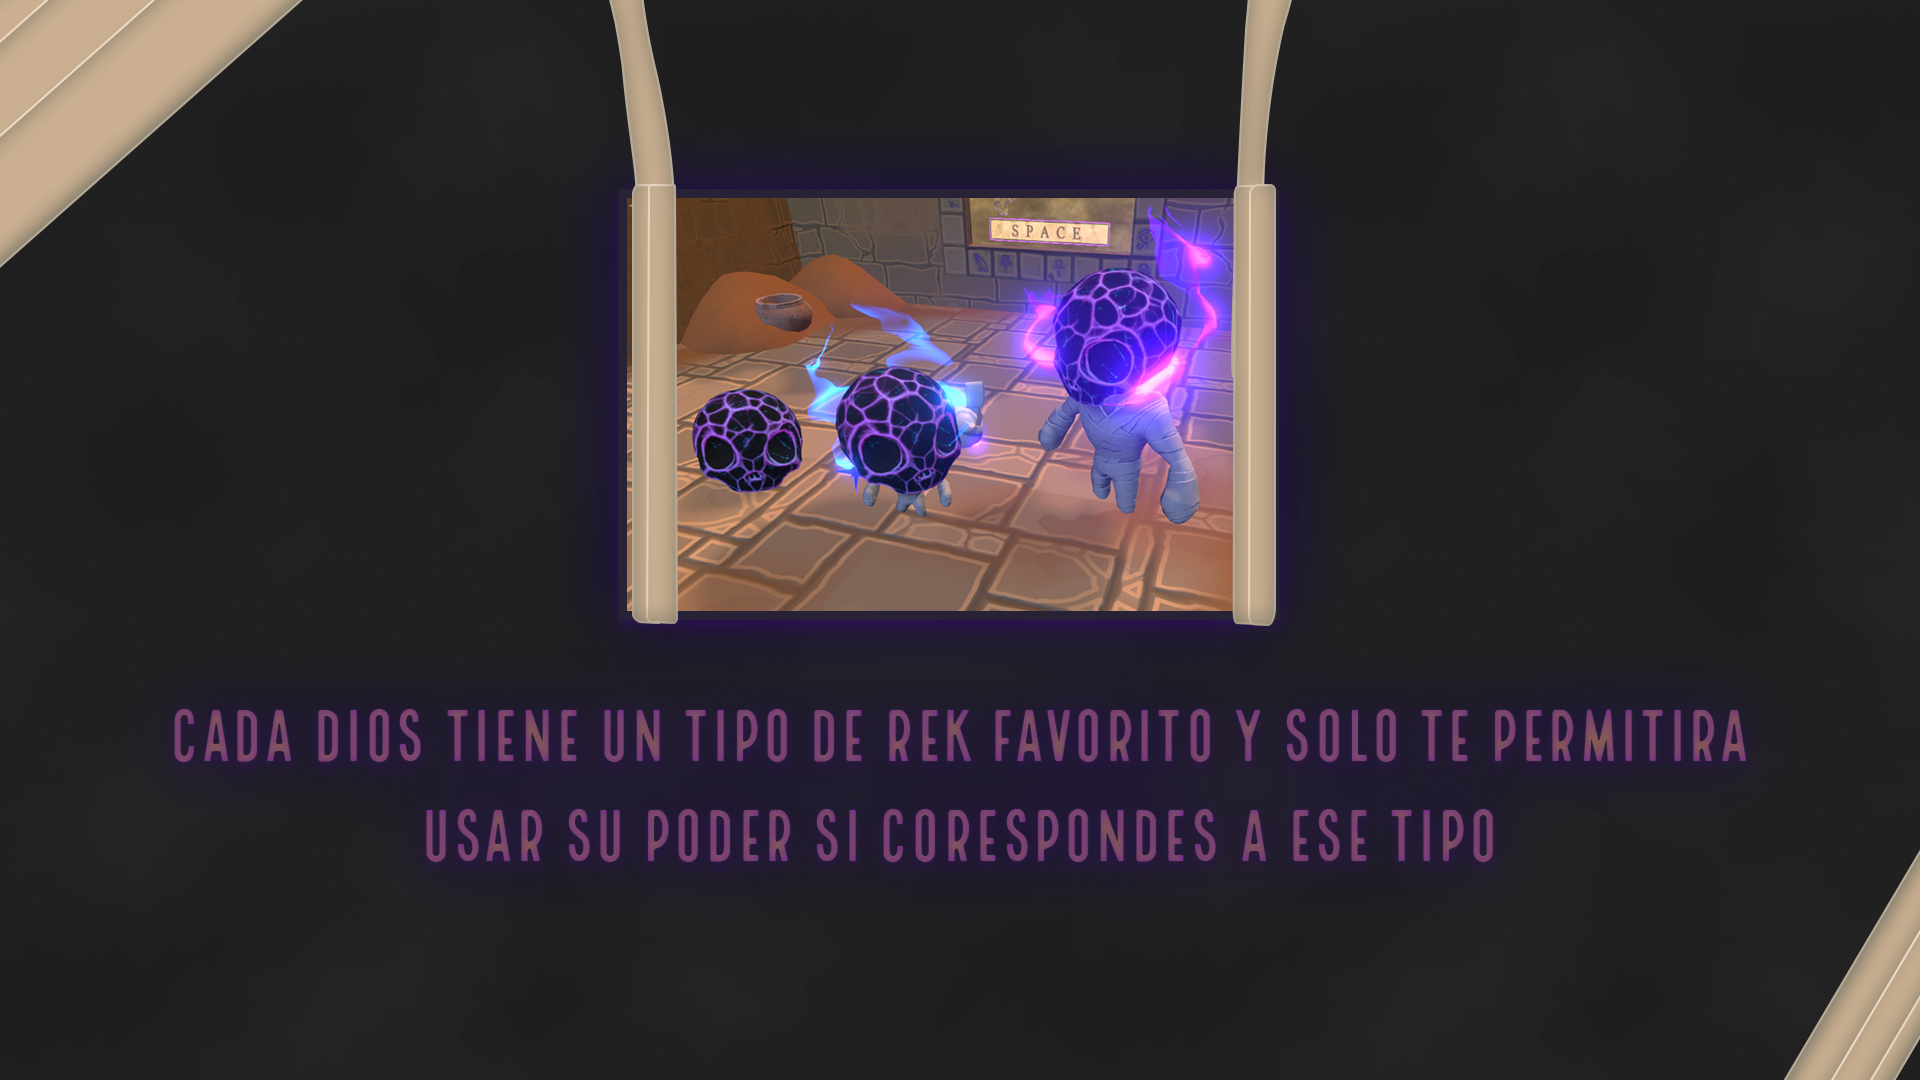 SPACE
CADA DIOS TIENE UN TIPO DE REK FAVORITO Y SOLO TE PERMITIRA
USAR SU PODER SI CORESPONDES A ESE TIPO